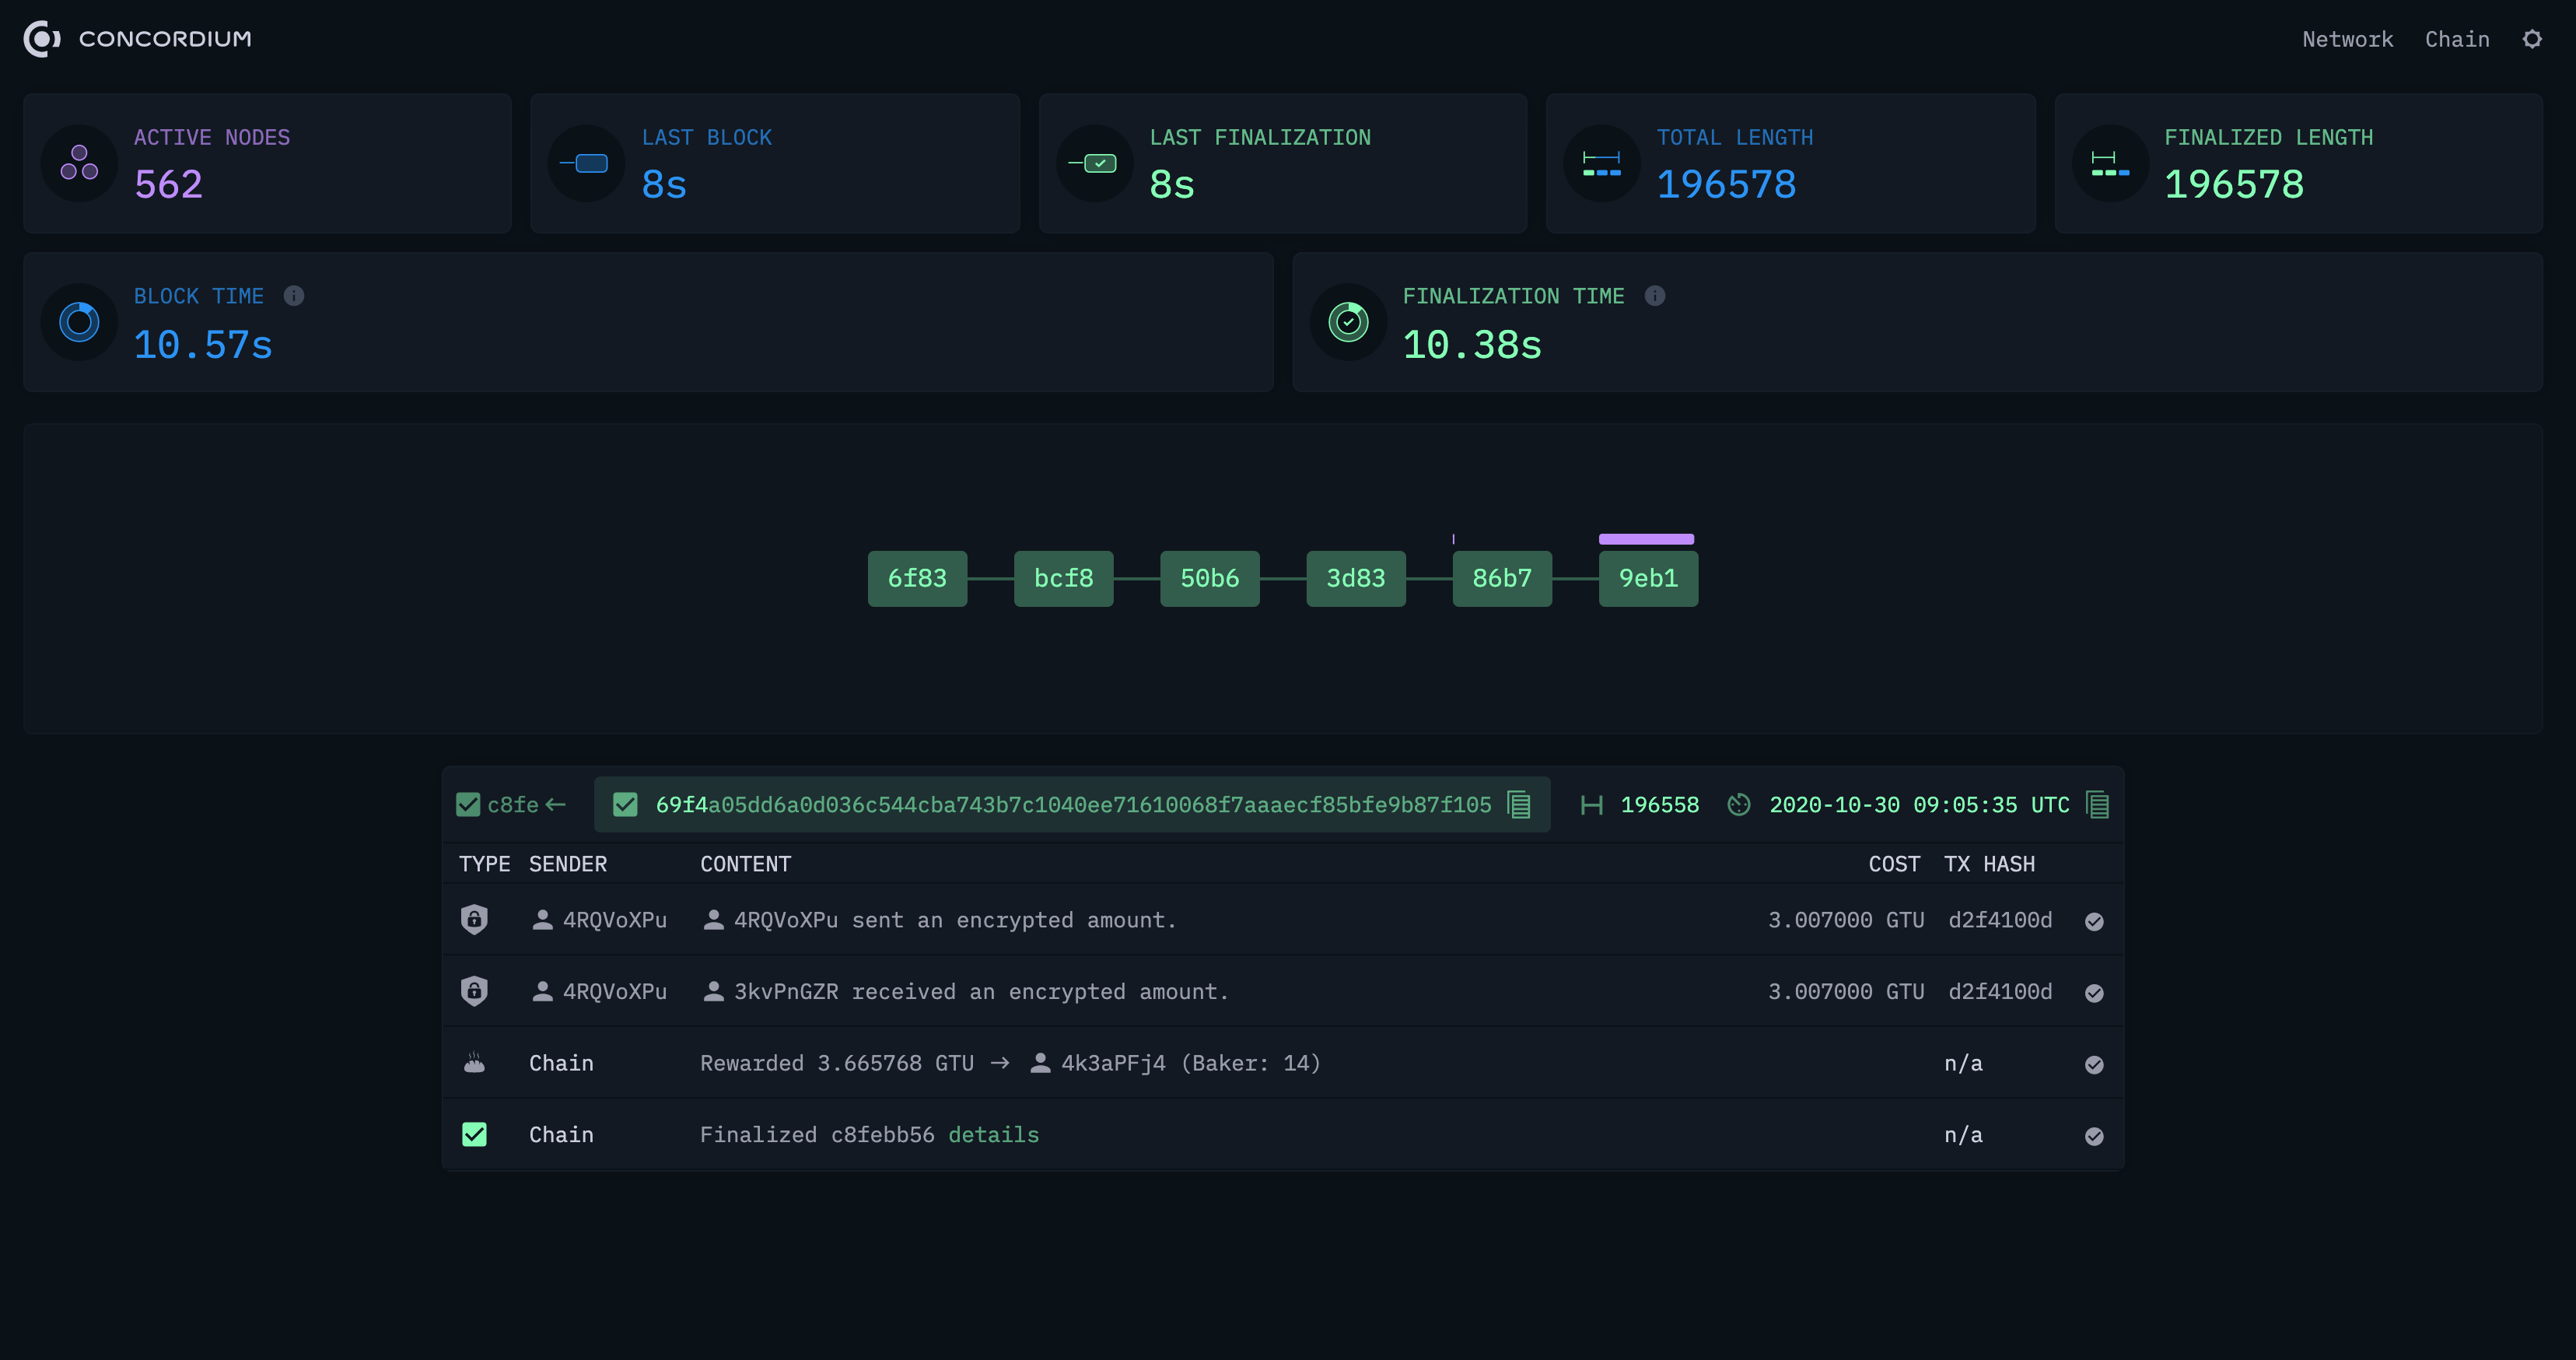 CONCORDIUM
Network Chain
ACTIVE NODES
562
LAST BLOCK
8s
LAST FINALIZATION
8s
TOTAL LENGTH
196578
FINALIZED LENGTH
196578
BLOCK TIME
10.57s
FINALIZATION TIME
10.38s
6f83 bcf8 50b6 3d83 86b7 9eb1
c8fe 69f4a05dd6a0d036c544cba743b7c1040ee71610068f7aaaecf85bfe9b87f105 196558 2020-10-30 09:05:35 UTC
TYPE SENDER CONTENT COST TX HASH
4RQVoXPu 4RQVoXPu sent an encrypted amount. 3.007000 GTU d2f4100d
4RQVoXPu 3kvPnGZR received an encrypted amount. 3.007000 GTU d2f4100d
Chain Rewarded 3.665768 GTU → 4k3aPFj4 (Baker: 14) n/a
Chain Finalized c8febb56 details n/a